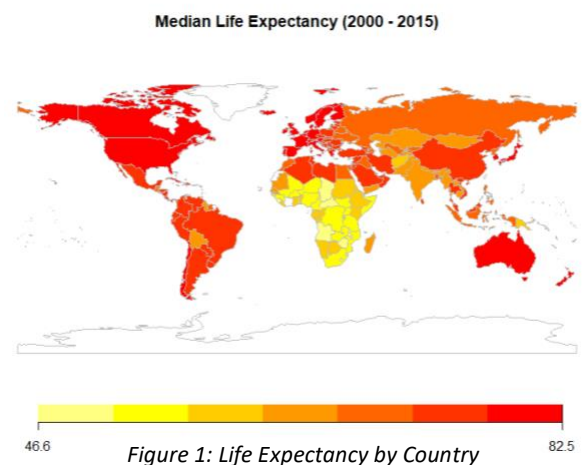 Median Life Expectancy (2000 - 2015)
46.6
82.5
Figure 1: Life Expectancy by Country